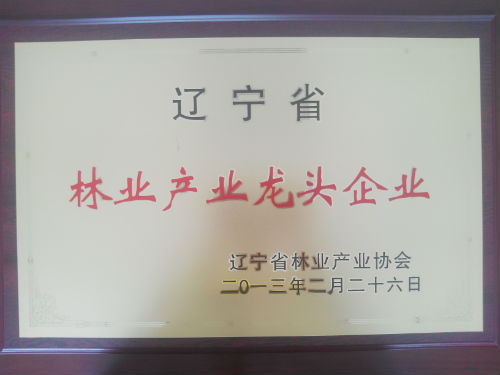 辽宁省
林业产业龙头企业
辽宁省林业产业协会
二〇一三年二月二十六日